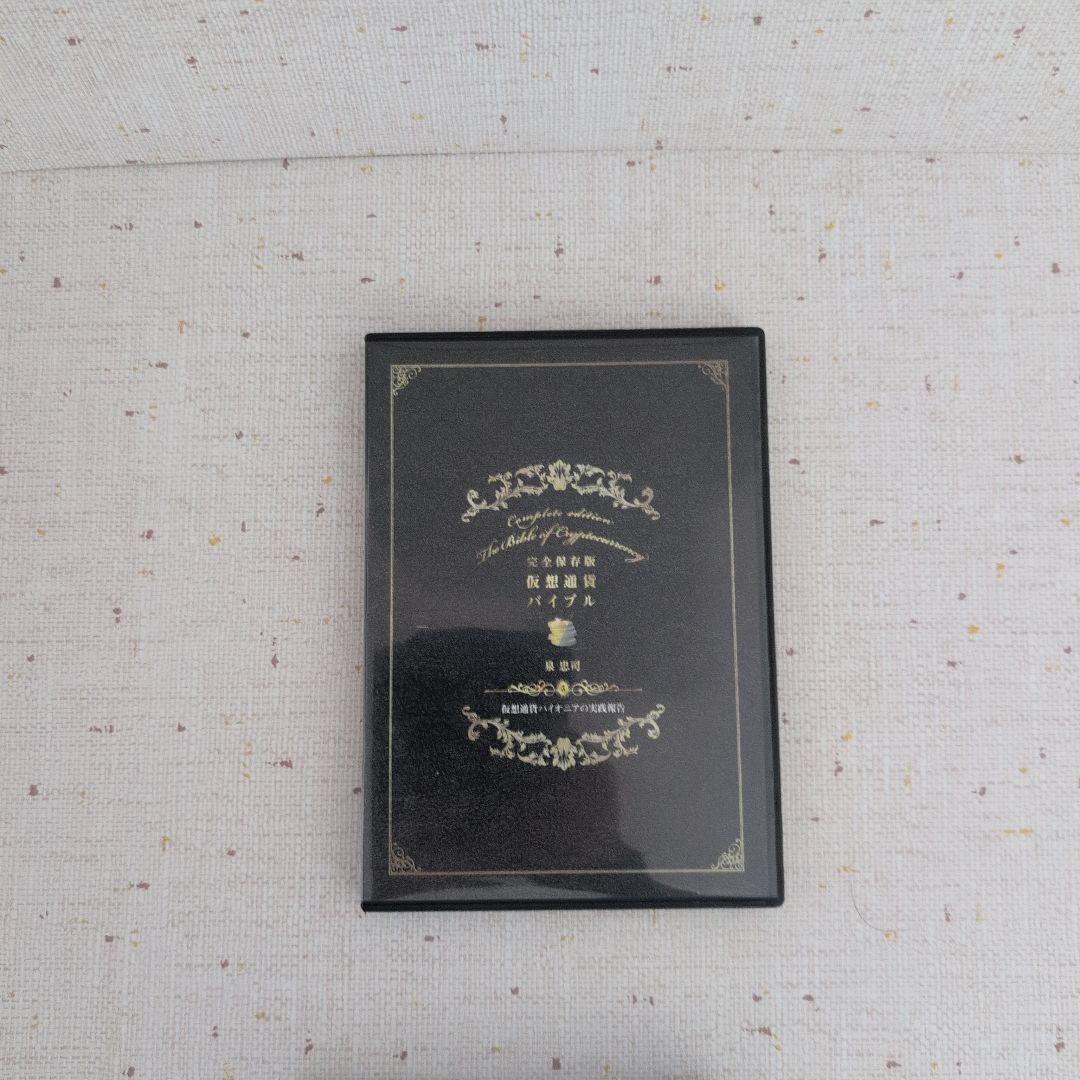 Complete edition
The Bible of Cryptocurrency
完全保存版
仮想通貨
バイブル
泉 忠司
仮想通貨パイオニアの実践報告